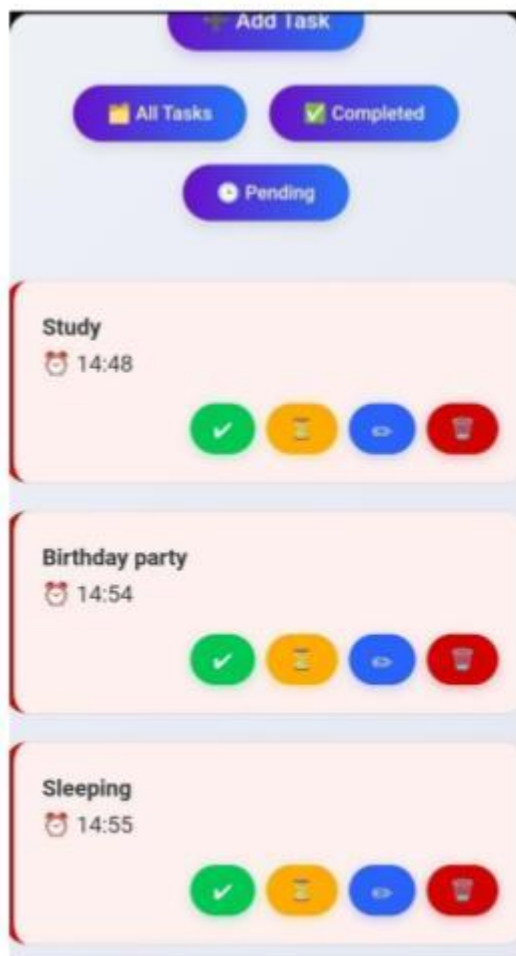 Add Task
All Tasks
Completed
Pending
Study
14:48
Birthday party
14:54
Sleeping
14:55